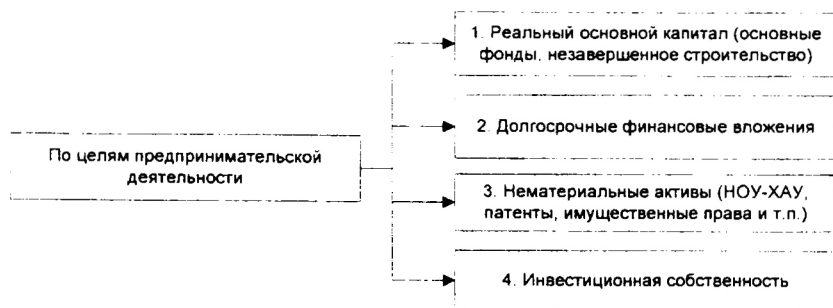 По целям предпринимательской
деятельности
1. Реальный основной капитал (основные
фонды, незавершенное строительство)
2. Долгосрочные финансовые вложения
3. Нематериальные активы (НОУ-ХАУ,
патенты, имущественные права и т.п.)
4. Инвестиционная собственность